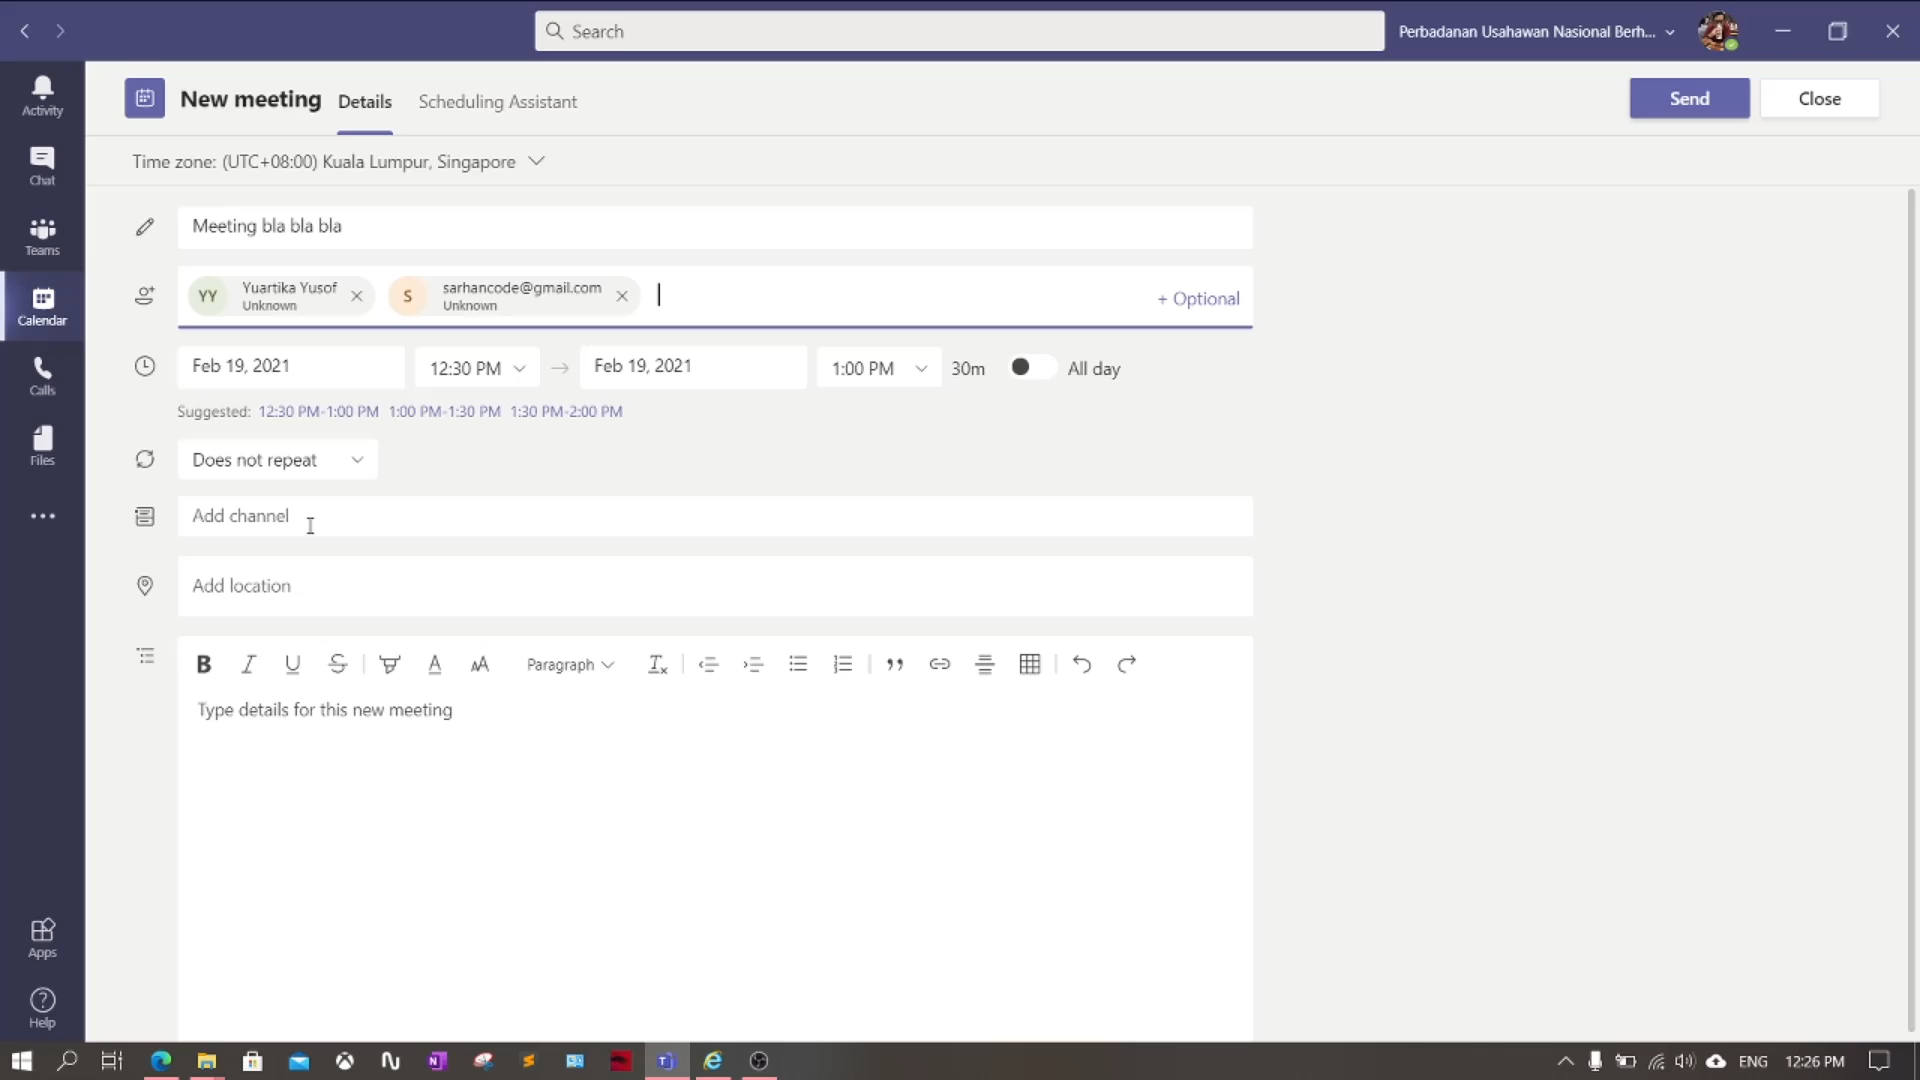 Search
Perbadanan Usahawan Nasional Berh...
Activity
Chat
Teams
Calendar
Calls
Files
Apps
Help
New meeting
Details
Scheduling Assistant
Send
Close
Time zone: (UTC+08:00) Kuala Lumpur, Singapore
Meeting bla bla bla
YY
Yuartika Yusof
Unknown
S
sarhancode@gmail.com
Unknown
+ Optional
Feb 19, 2021
12:30 PM
Feb 19, 2021
1:00 PM
30m
All day
Suggested: 12:30 PM-1:00 PM 1:00 PM-1:30 PM 1:30 PM-2:00 PM
Does not repeat
Add channel
Add location
Paragraph
Type details for this new meeting
ENG
12:26 PM